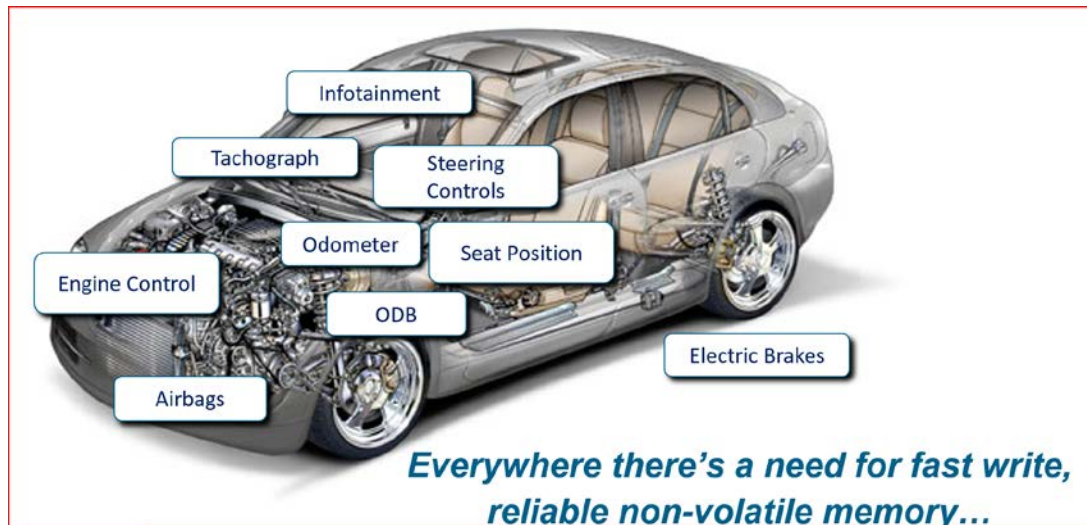 Infotainment
Tachograph
Steering
Controls
Odometer
Seat Position
Engine Control
ODB
Electric Brakes
Airbags
Everywhere there's a need for fast write,
reliable non-volatile memory...